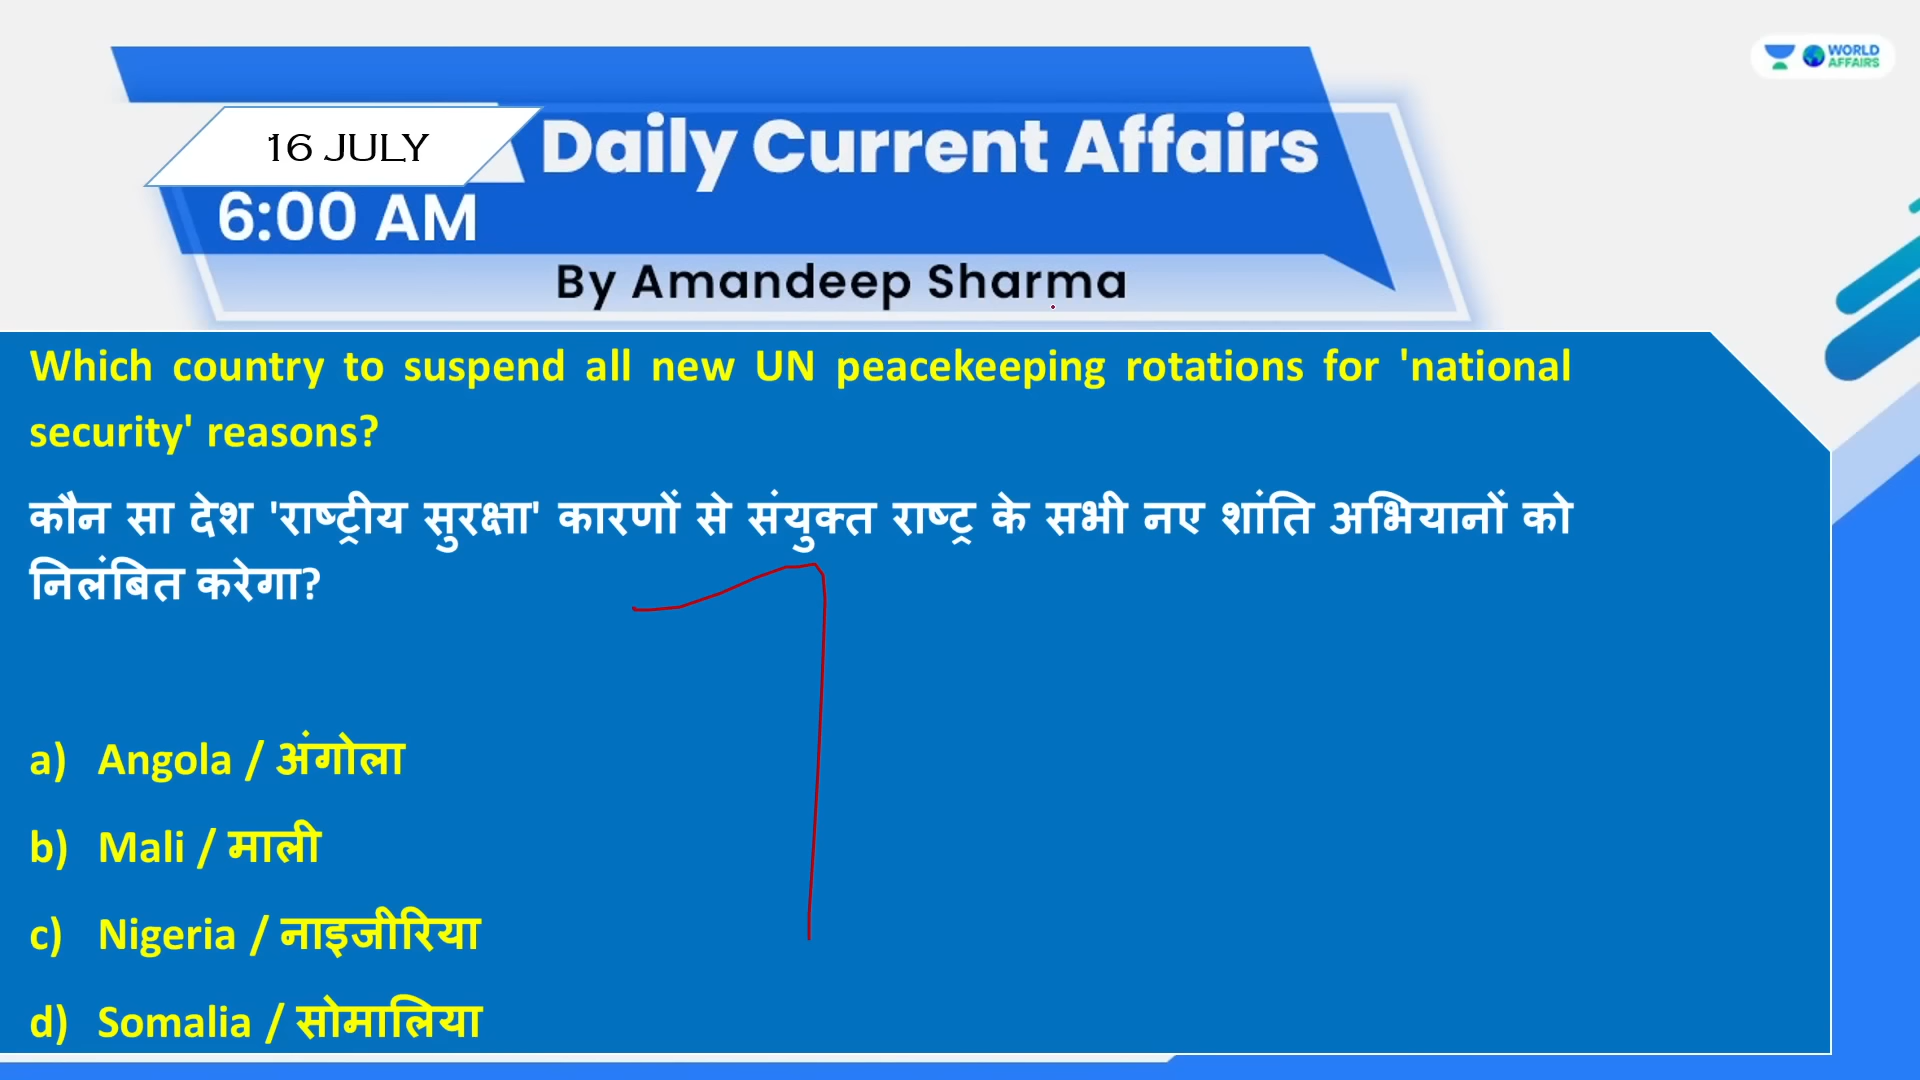 WORLD
AFFAIRS
16 JULY
Daily Current Affairs
6:00 AM
By Amandeep Sharma
Which country to suspend all new UN peacekeeping rotations for 'national
security' reasons?
कौन सा देश 'राष्ट्रीय सुरक्षा' कारणों से संयुक्त राष्ट्र के सभी नए शांति अभियानों को
निलंबित करेगा?
a) Angola / अंगोला
b) Mali / माली
c) Nigeria / नाइजीरिया
d) Somalia / सोमालिया